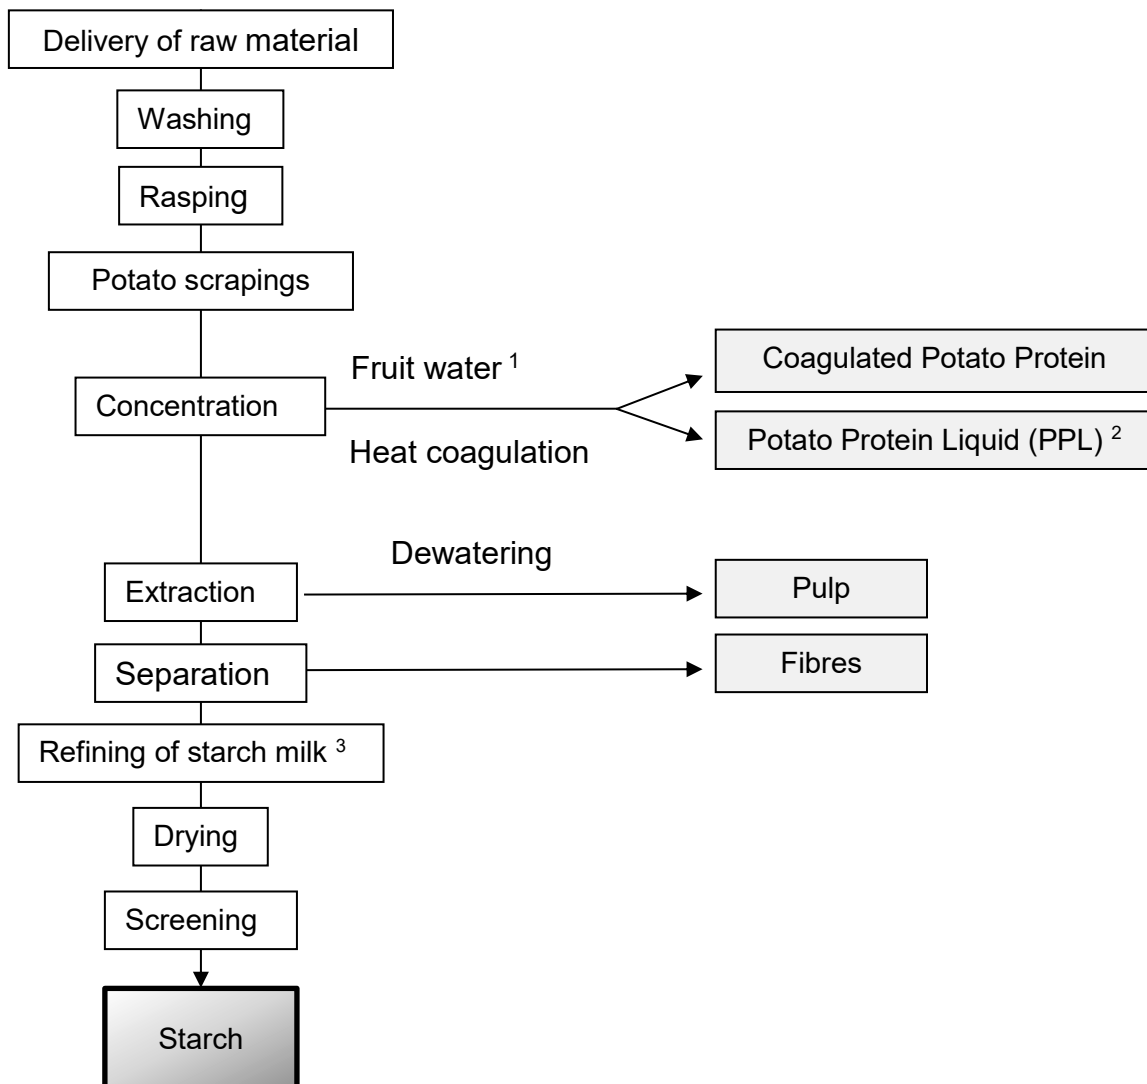 Delivery of raw material
Washing
Rasping
Potato scrapings
Fruit water ¹
Coagulated Potato Protein
Concentration
Potato Protein Liquid (PPL) ²
Heat coagulation
Dewatering
Extraction
Pulp
Separation
Fibres
Refining of starch milk ³
Drying
Screening
Starch